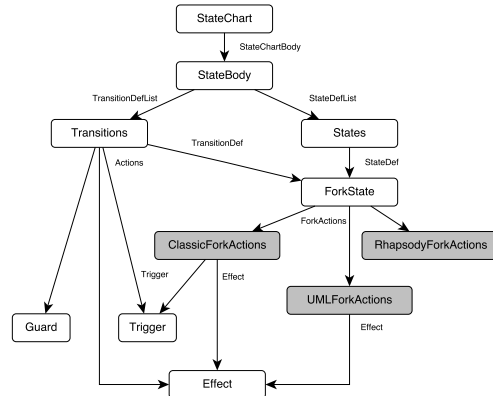 StateChart
StateChartBody
StateBody
TransitionDefList
StateDefList
Transitions
States
TransitionDef
Actions
StateDef
ForkState
ForkActions
ClassicForkActions
RhapsodyForkActions
Trigger
Effect
UMLForkActions
Guard
Trigger
Effect
Effect